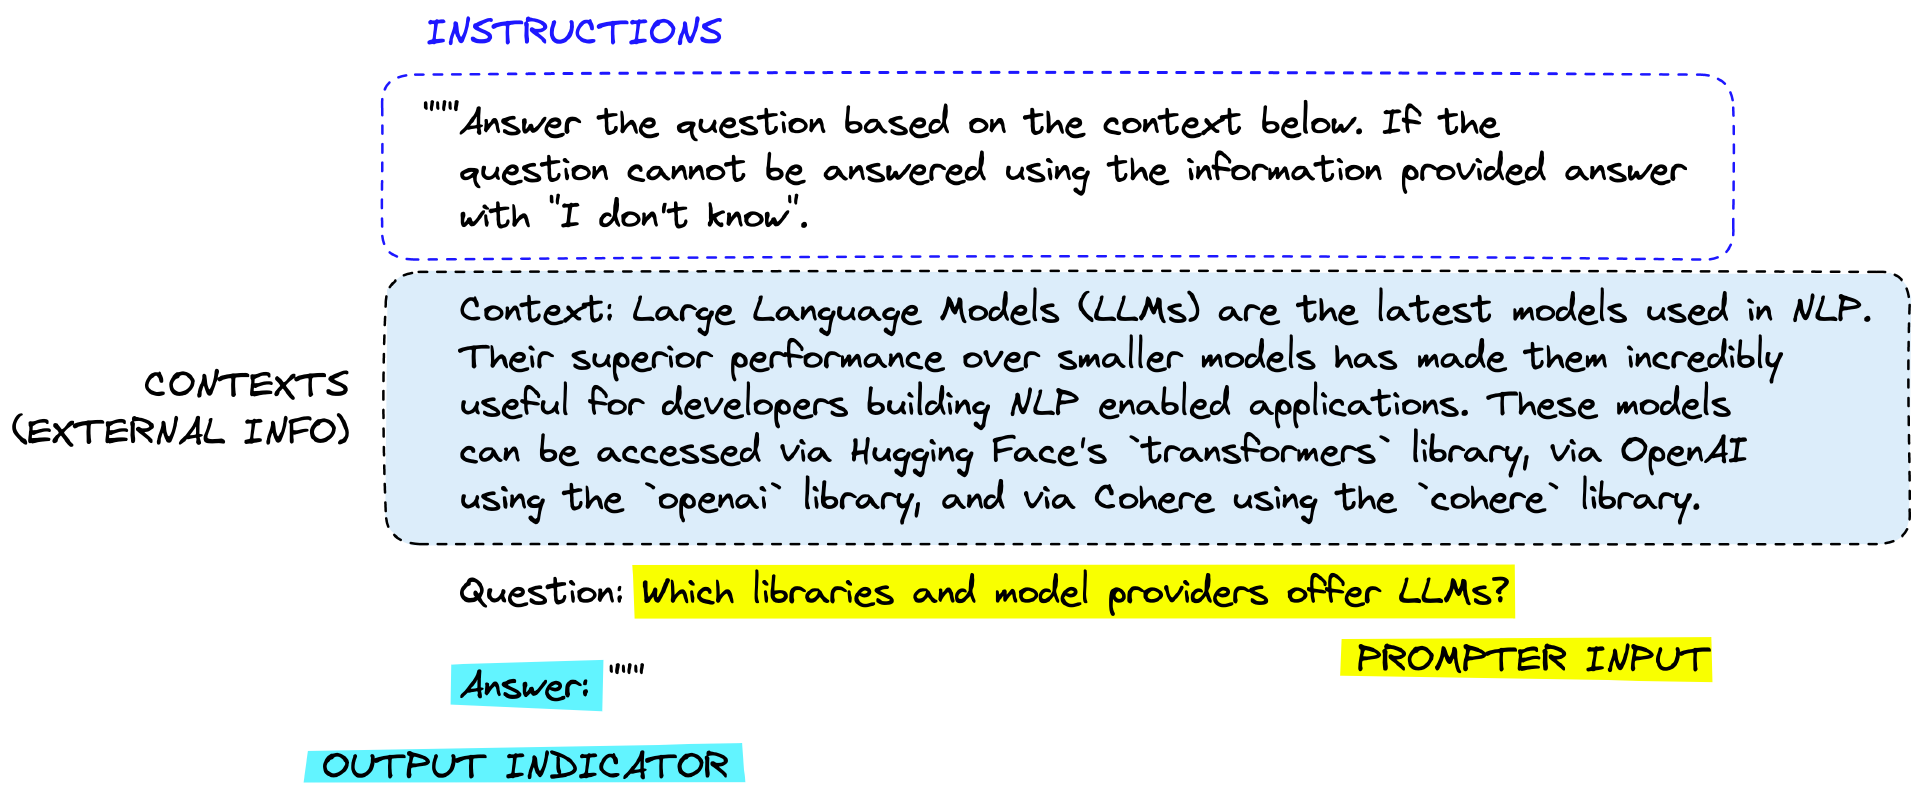 INSTRUCTIONS
"""Answer the question based on the context below. If the
question cannot be answered using the information provided answer
with "I don't know".
Context: Large Language Models (LLMs) are the latest models used in NLP.
Their superior performance over smaller models has made them incredibly
useful for developers building NLP enabled applications. These models
can be accessed via Hugging Face's `transformers` library, via OpenAI
using the `openai` library, and via Cohere using the `cohere` library.
CONTEXTS
(EXTERNAL INFO)
Question: Which libraries and model providers offer LLMs?
PROMPTER INPUT
Answer: """
OUTPUT INDICATOR